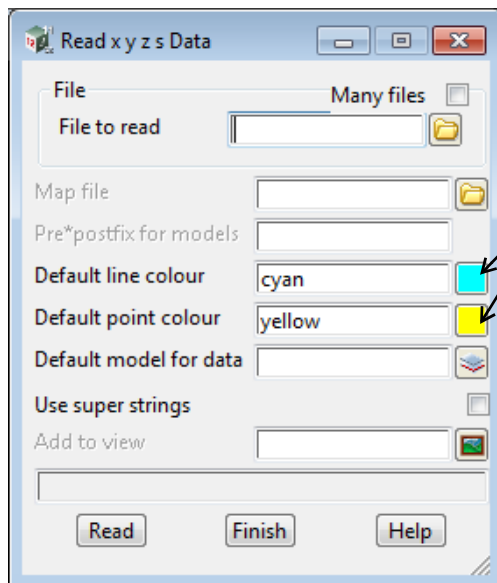 Read x y z s Data
File
Many files
File to read
Map file
Pre*postfix for models
Default line colour cyan
Default point colour yellow
Default model for data
Use super strings
Add to view
Read Finish Help